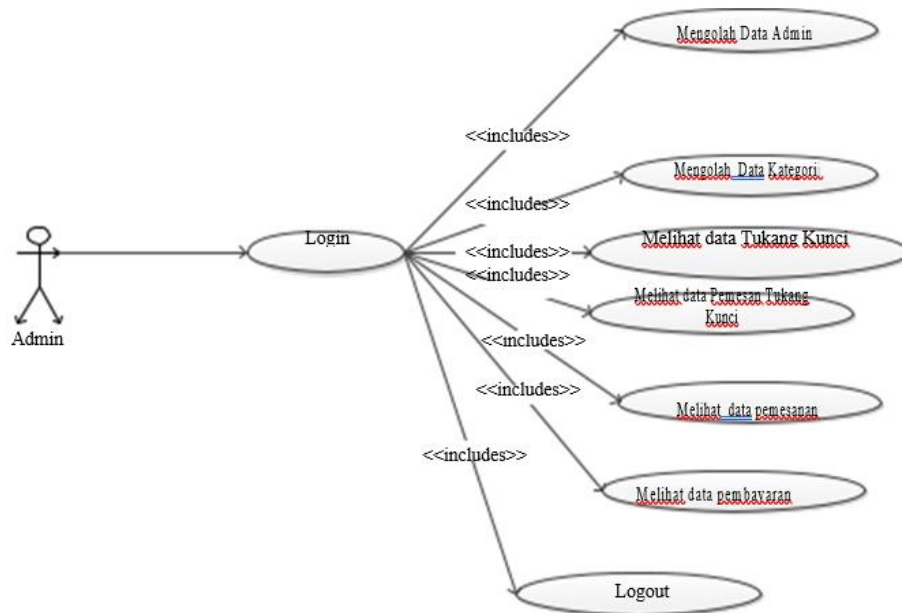 Mengolah Data Admin
<<includes>>
Mengolah Data Kategori
<<includes>>
Login
Melihat data Tukang Kunci
<<includes>>
<<includes>>
Melihat data Pemesan Tukang
Kunci
Admin
<<includes>>
<<includes>>
Melihat data pemesanan
<<includes>>
Melihat data pembayaran
Logout